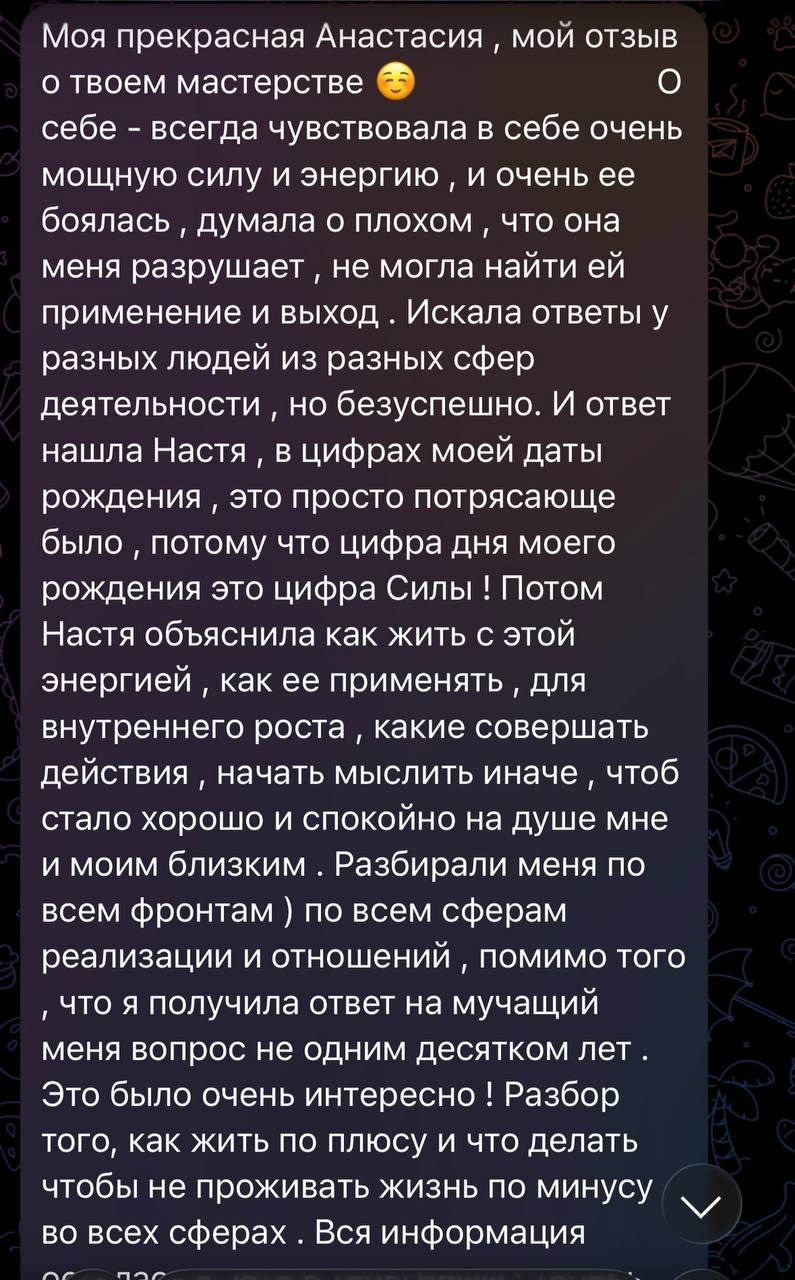 Моя прекрасная Анастасия , мой отзыв
о твоем мастерстве ☺️ О
себе - всегда чувствовала в себе очень
мощную силу и энергию , и очень ее
боялась , думала о плохом , что она
меня разрушает , не могла найти ей
применение и выход . Искала ответы у
разных людей из разных сфер
деятельности , но безуспешно. И ответ
нашла Настя , в цифрах моей даты
рождения , это просто потрясающе
было , потому что цифра дня моего
рождения это цифра Силы ! Потом
Настя объяснила как жить с этой
энергией , как ее применять , для
внутреннего роста , какие совершать
действия , начать мыслить иначе , чтоб
стало хорошо и спокойно на душе мне
и моим близким . Разбирали меня по
всем фронтам ) по всем сферам
реализации и отношений , помимо того
, что я получила ответ на мучащий
меня вопрос не одним десятком лет .
Это было очень интересно ! Разбор
того, как жить по плюсу и что делать
чтобы не проживать жизнь по минусу
во всех сферах . Вся информация